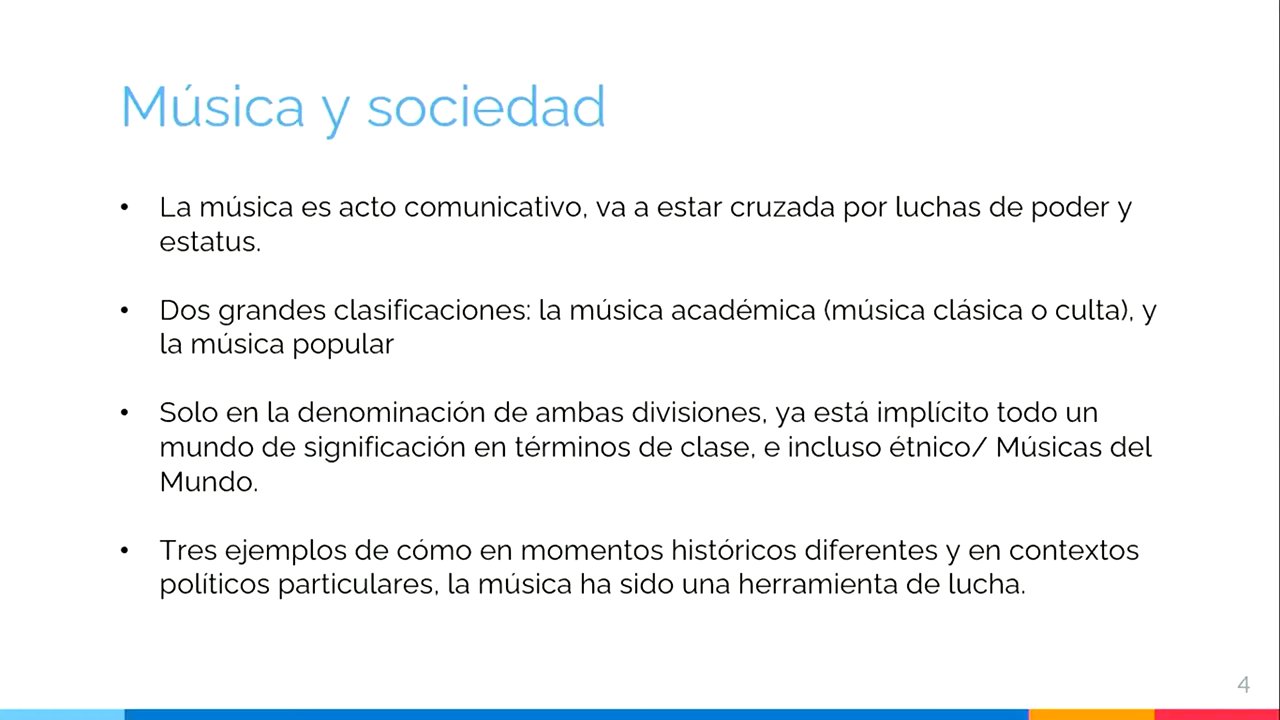 Música y sociedad
• La música es acto comunicativo, va a estar cruzada por luchas de poder y
estatus.
• Dos grandes clasificaciones: la música académica (música clásica o culta), y
la música popular
• Solo en la denominación de ambas divisiones, ya está implícito todo un
mundo de significación en términos de clase, e incluso étnico/ Músicas del
Mundo.
• Tres ejemplos de cómo en momentos históricos diferentes y en contextos
políticos particulares, la música ha sido una herramienta de lucha.
4